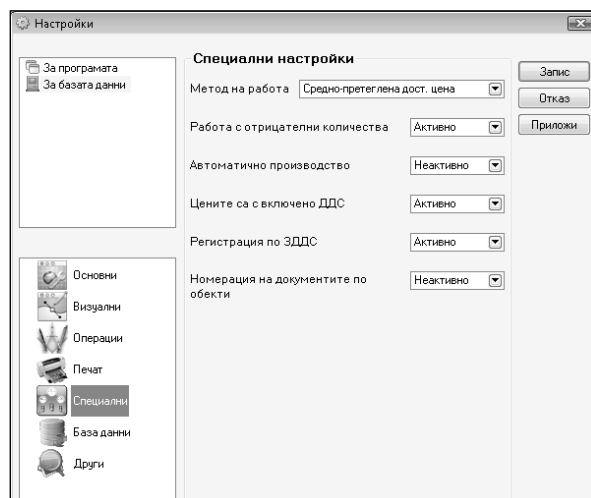 Настройки
За програмата
За базата данни
Специални настройки
Метод на работа
Средно-претеглена дост. цена
Работа с отрицателни количества
Активно
Автоматично производство
Неактивно
Цените са с включено ДДС
Активно
Регистрация по ЗДДС
Активно
Номерация на документите по
обекти
Неактивно
Запис
Отказ
Приложи
Основни
Визуални
Операции
Печат
Специални
База данни
Други